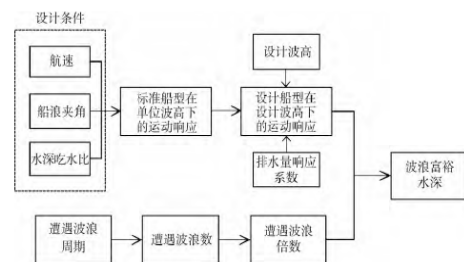 设计条件
航速
船浪夹角
水深吃水比
标准船型在
单位波高下
的运动响应
设计波高
设计船型在
设计波高下
的运动响应
排水量响应
系数
波浪富裕
水深
遭遇波浪
周期
遭遇波浪数
遭遇波浪
倍数